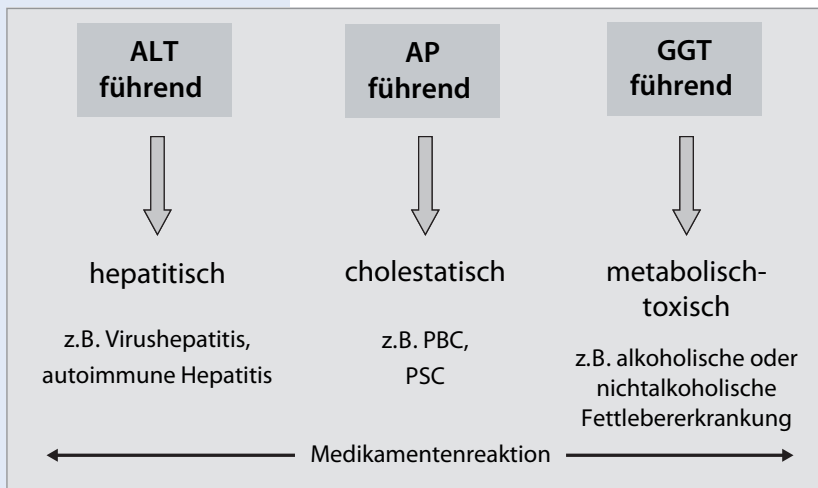 ALT
führend
AP
führend
GGT
führend
hepatitisch
cholestatisch
metabolisch-
toxisch
z.B. Virushepatitis,
autoimmune Hepatitis
z.B. PBC,
PSC
z.B. alkoholische oder
nichtalkoholische
Fettlebererkrankung
Medikamentenreaktion